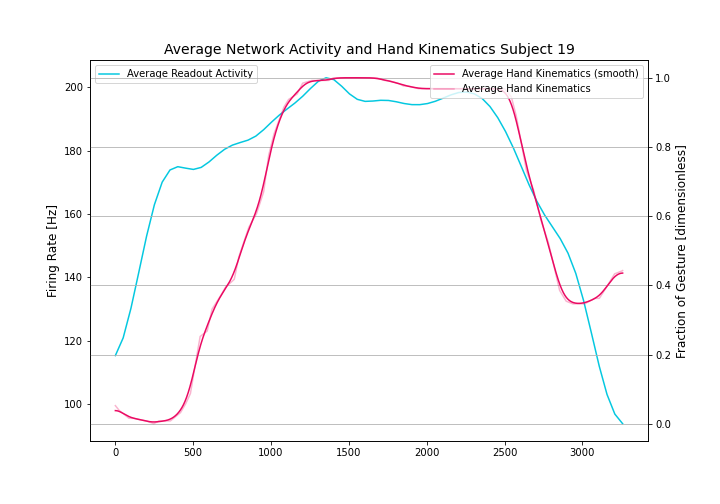 Average Network Activity and Hand Kinematics Subject 19
Average Readout Activity
Average Hand Kinematics (smooth)
Average Hand Kinematics
Firing Rate [Hz]
200
180
160
140
120
100
Fraction of Gesture [dimensionless]
1.0
0.8
0.6
0.4
0.2
0.0
0 500 1000 1500 2000 2500 3000